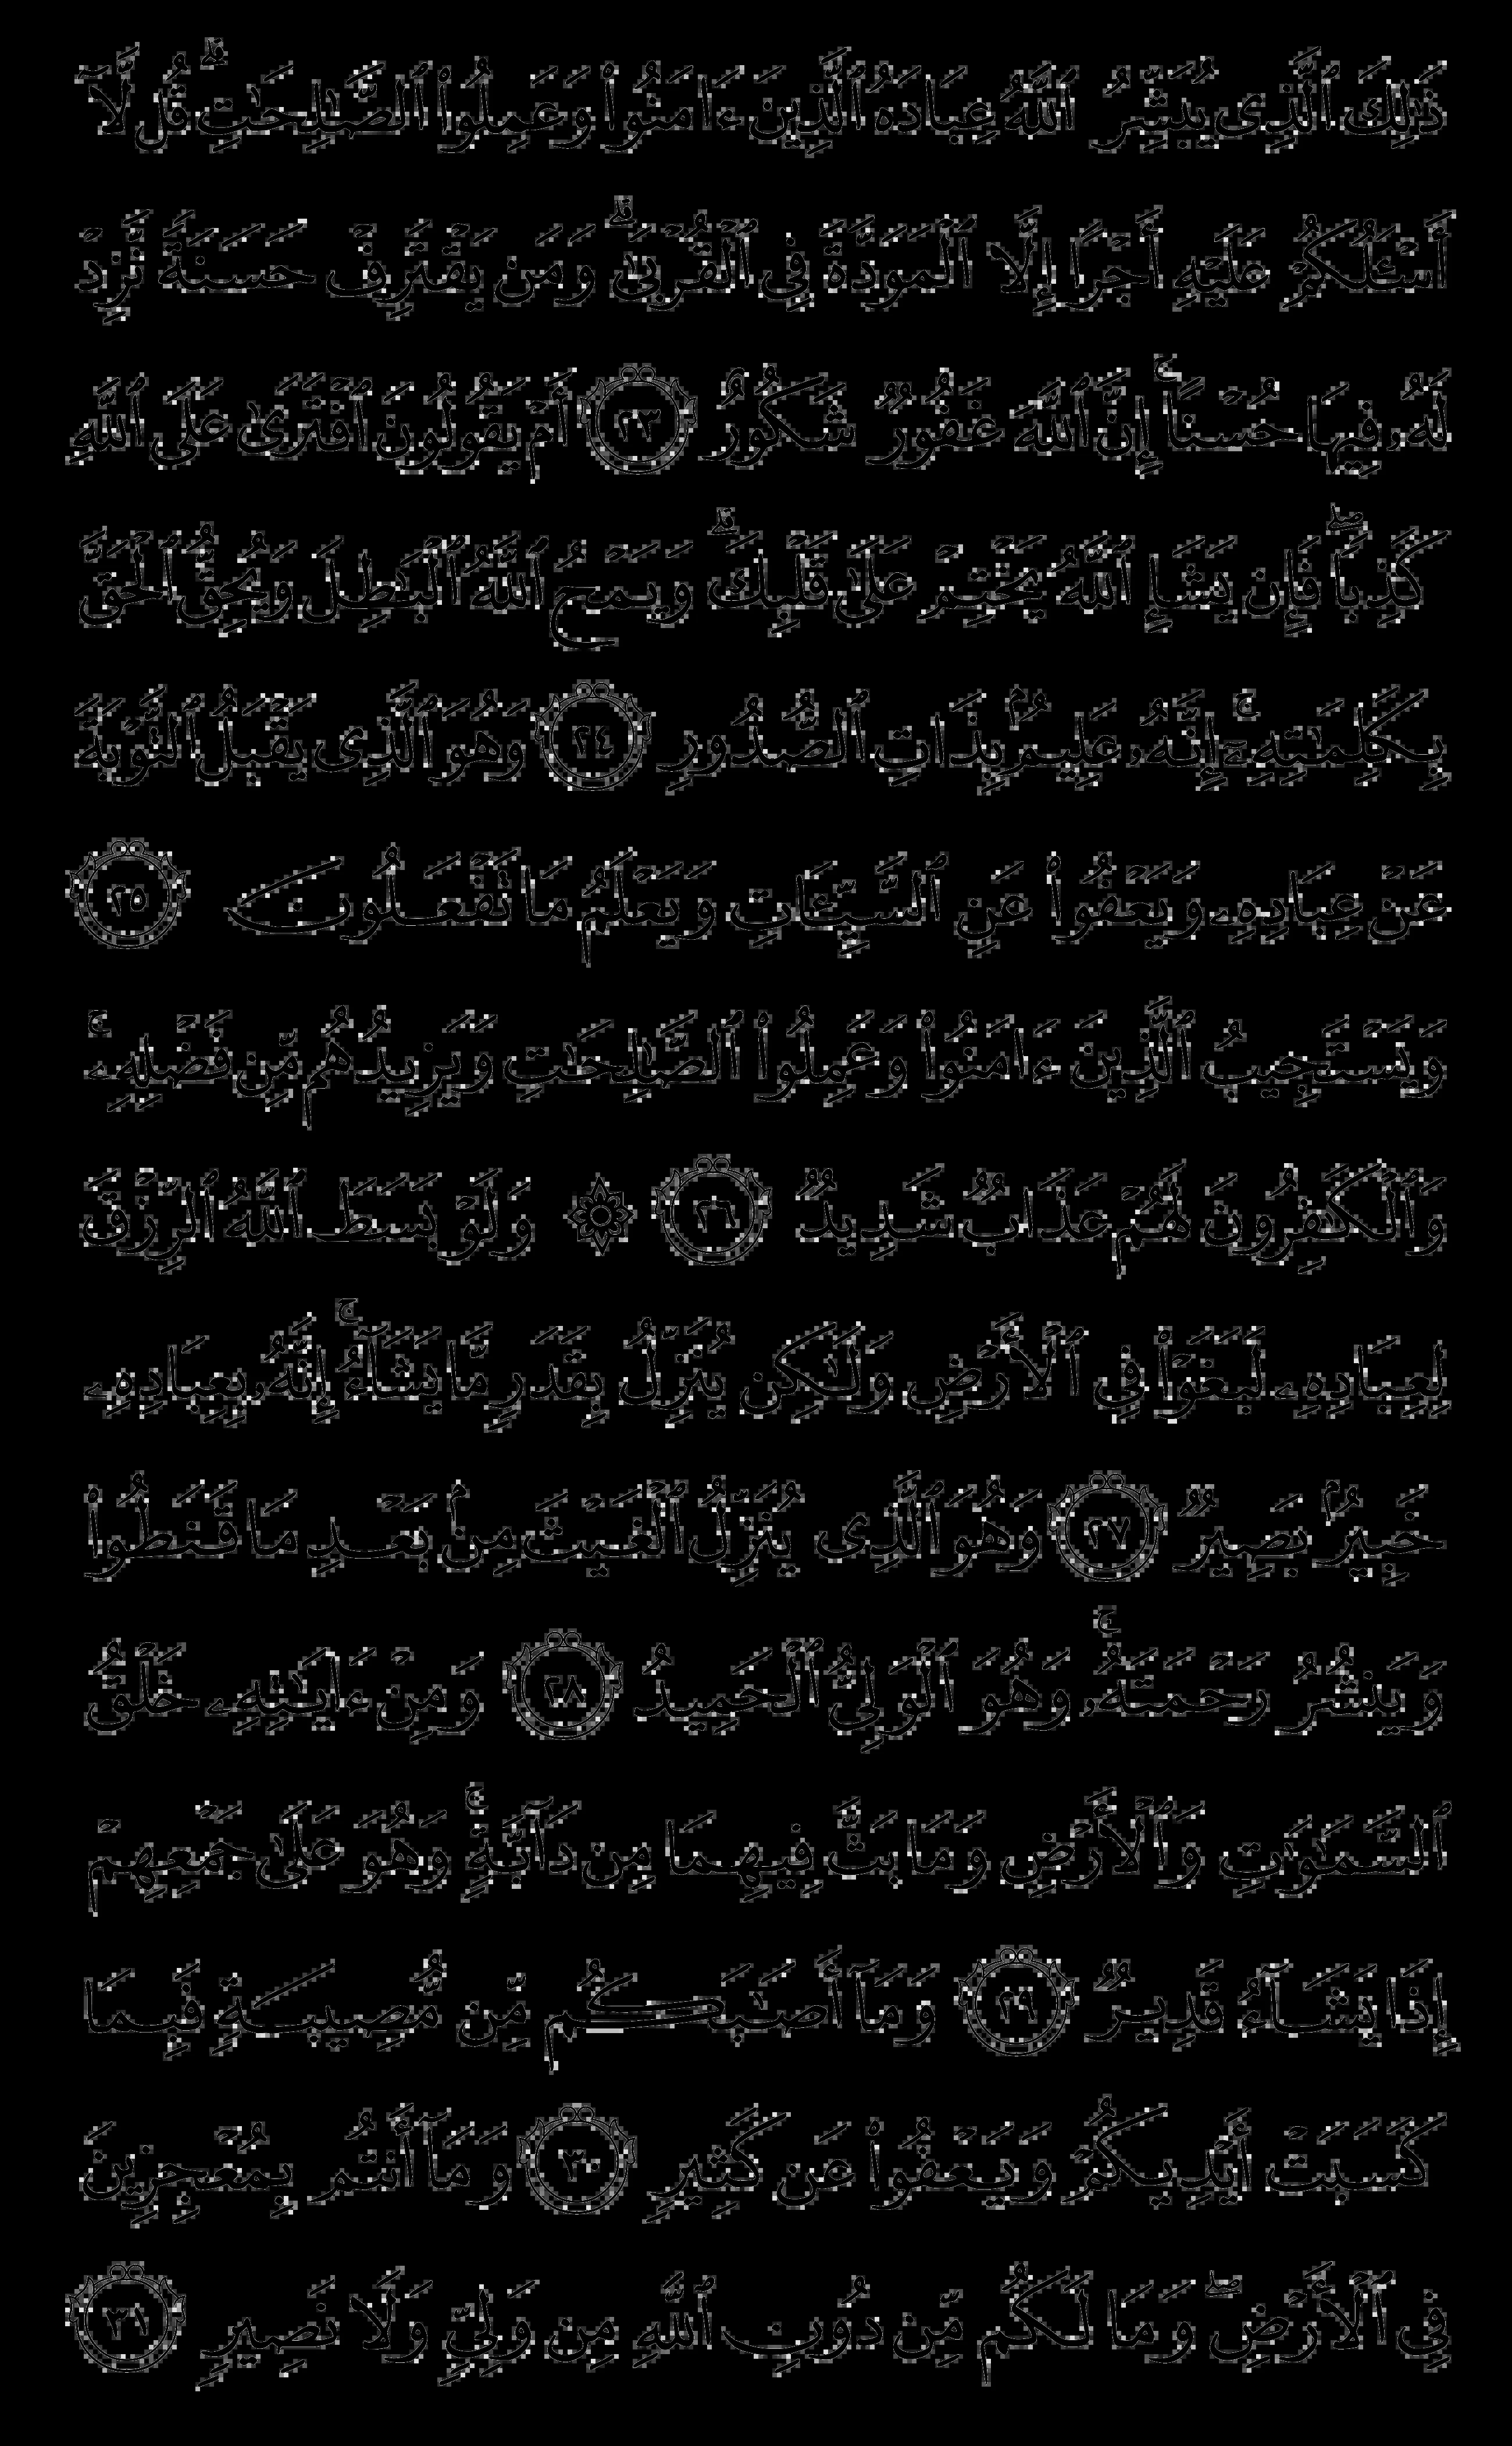 ذَٰلِكَ ٱلَّذِى يُبَشِّرُ ٱللَّهُ عِبَادَهُ ٱلَّذِينَ ءَامَنُوا۟ وَعَمِلُوا۟ ٱلصَّـٰلِحَـٰتِ ۗ قُل لَّآ
أَسْـَٔلُكُمْ عَلَيْهِ أَجْرًا إِلَّا ٱلْمَوَدَّةَ فِى ٱلْقُرْبَىٰ ۗ وَمَن يَقْتَرِفْ حَسَنَةً نَّزِدْ
لَهُۥ فِيهَا حُسْنًا ۚ إِنَّ ٱللَّهَ غَفُورٌ شَكُورٌ ٢٣ أَمْ يَقُولُونَ ٱفْتَرَىٰ عَلَى ٱللَّهِ
كَذِبًا ۖ فَإِن يَشَإِ ٱللَّهُ يَخْتِمْ عَلَىٰ قَلْبِكَ ۗ وَيَمْحُ ٱللَّهُ ٱلْبَـٰطِلَ وَيُحِقُّ ٱلْحَقَّ
بِكَلِمَـٰتِهِۦٓ ۚ إِنَّهُۥ عَلِيمٌۢ بِذَاتِ ٱلصُّدُورِ ٢٤ وَهُوَ ٱلَّذِى يَقْبَلُ ٱلتَّوْبَةَ
عَنْ عِبَادِهِۦ وَيَعْفُوا۟ عَنِ ٱلسَّيِّـَٔاتِ وَيَعْلَمُ مَا تَفْعَلُونَ ٢٥
وَيَسْتَجِيبُ ٱلَّذِينَ ءَامَنُوا۟ وَعَمِلُوا۟ ٱلصَّـٰلِحَـٰتِ وَيَزِيدُهُم مِّن فَضْلِهِۦ ۚ
وَٱلْكَـٰفِرُونَ لَهُمْ عَذَابٌ شَدِيدٌ ٢٦ ۞ وَلَوْ بَسَطَ ٱللَّهُ ٱلرِّزْقَ
لِعِبَادِهِۦ لَبَغَوْا۟ فِى ٱلْأَرْضِ وَلَـٰكِن يُنَزِّلُ بِقَدَرٍ مَّا يَشَآءُ ۚ إِنَّهُۥ بِعِبَادِهِۦ
خَبِيرٌۢ بَصِيرٌ ٢٧ وَهُوَ ٱلَّذِى يُنَزِّلُ ٱلْغَيْثَ مِنۢ بَعْدِ مَا قَنَطُوا۟
وَيَنشُرُ رَحْمَتَهُۥ ۚ وَهُوَ ٱلْوَلِىُّ ٱلْحَمِيدُ ٢٨ وَمِنْ ءَايَـٰتِهِۦ خَلْقُ
ٱلسَّمَـٰوَٰتِ وَٱلْأَرْضِ وَمَا بَثَّ فِيهِمَا مِن دَآبَّةٍ ۚ وَهُوَ عَلَىٰ جَمْعِهِمْ
إِذَا يَشَآءُ قَدِيرٌ ٢٩ وَمَآ أَصَـٰبَكُم مِّن مُّصِيبَةٍ فَبِمَا
كَسَبَتْ أَيْدِيكُمْ وَيَعْفُوا۟ عَن كَثِيرٍ ٣٠ وَمَآ أَنتُم بِمُعْجِزِينَ
فِى ٱلْأَرْضِ ۖ وَمَا لَكُم مِّن دُونِ ٱللَّهِ مِن وَلِىٍّ وَلَا نَصِيرٍ ٣١